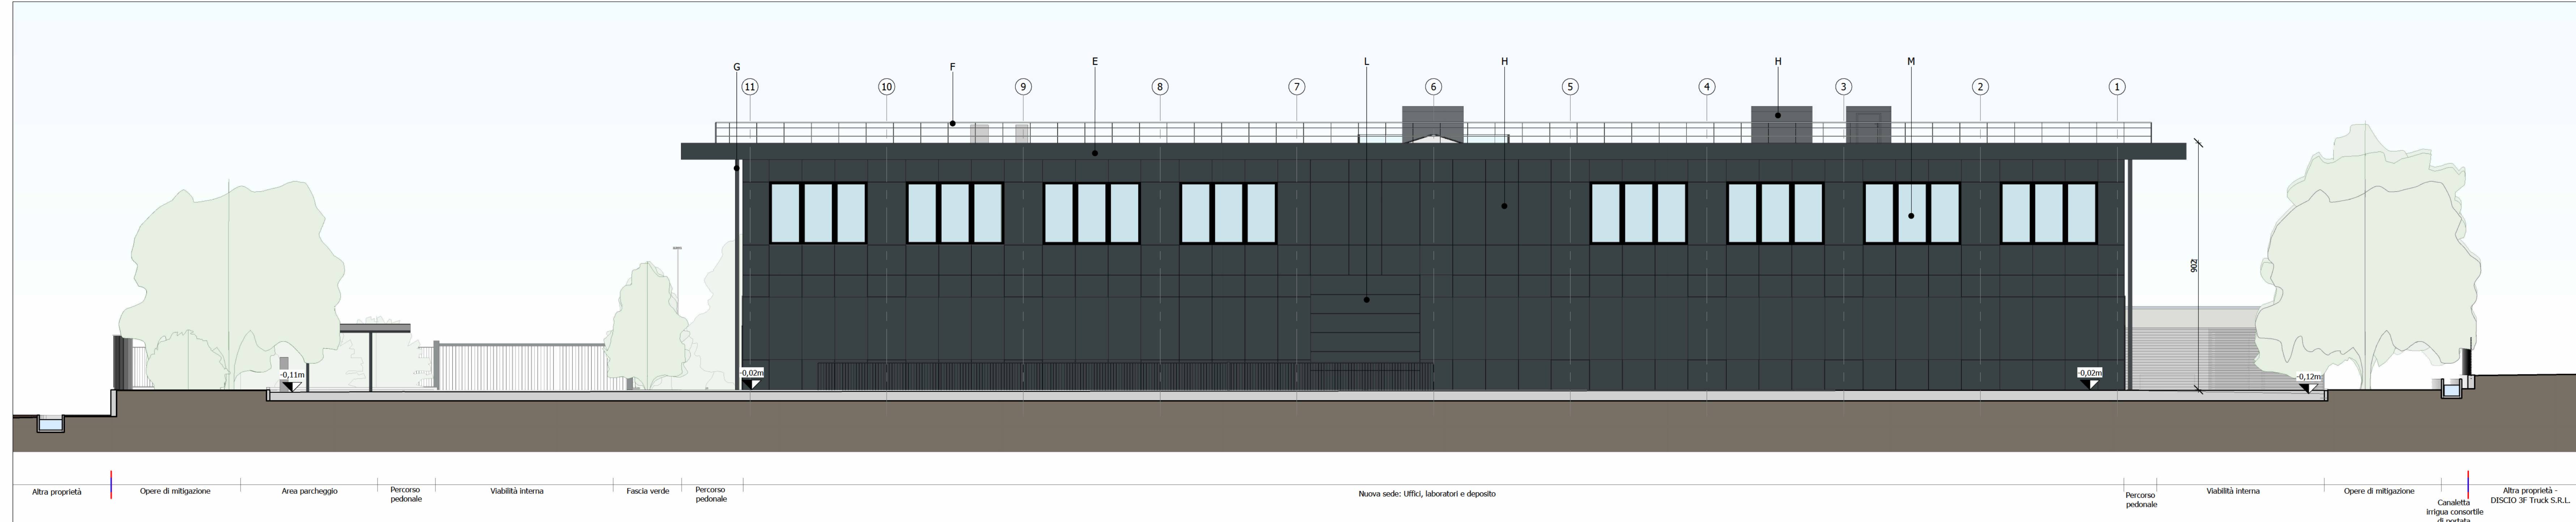 G
F
E
L
H
H
M
11
10
9
8
7
6
5
4
3
2
1
902
-0,11m
-0,02m
-0,02m
-0,12m
Altra proprietà
Opere di mitigazione
Area parcheggio
Percorso
pedonale
Viabilità interna
Fascia verde
Percorso
pedonale
Nuova sede: Uffici, laboratori e deposito
Percorso
pedonale
Viabilità interna
Opere di mitigazione
Canaletta
irrigua consortile
di portata
Altra proprietà -
DISCIO 3F Truck S.R.L.